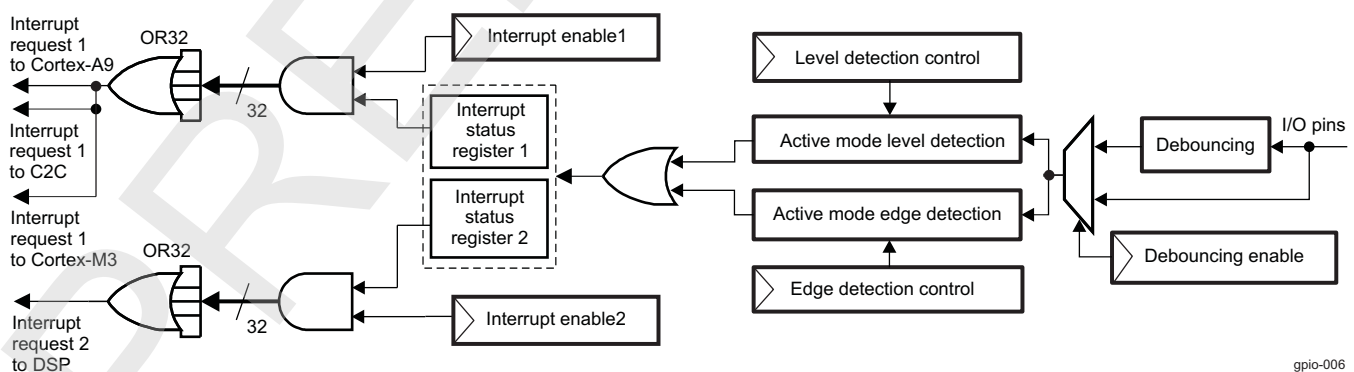 Interrupt
request 1
to Cortex-A9
OR32
32
Interrupt enable1
Level detection control
Interrupt
request 1
to C2C
Interrupt
status
register 1
Active mode level detection
Debouncing
I/O pins
Interrupt
request 1
to Cortex-M3
Interrupt
status
register 2
Active mode edge detection
OR32
32
Debouncing enable
Edge detection control
Interrupt enable2
Interrupt
request 2
to DSP
gpio-006